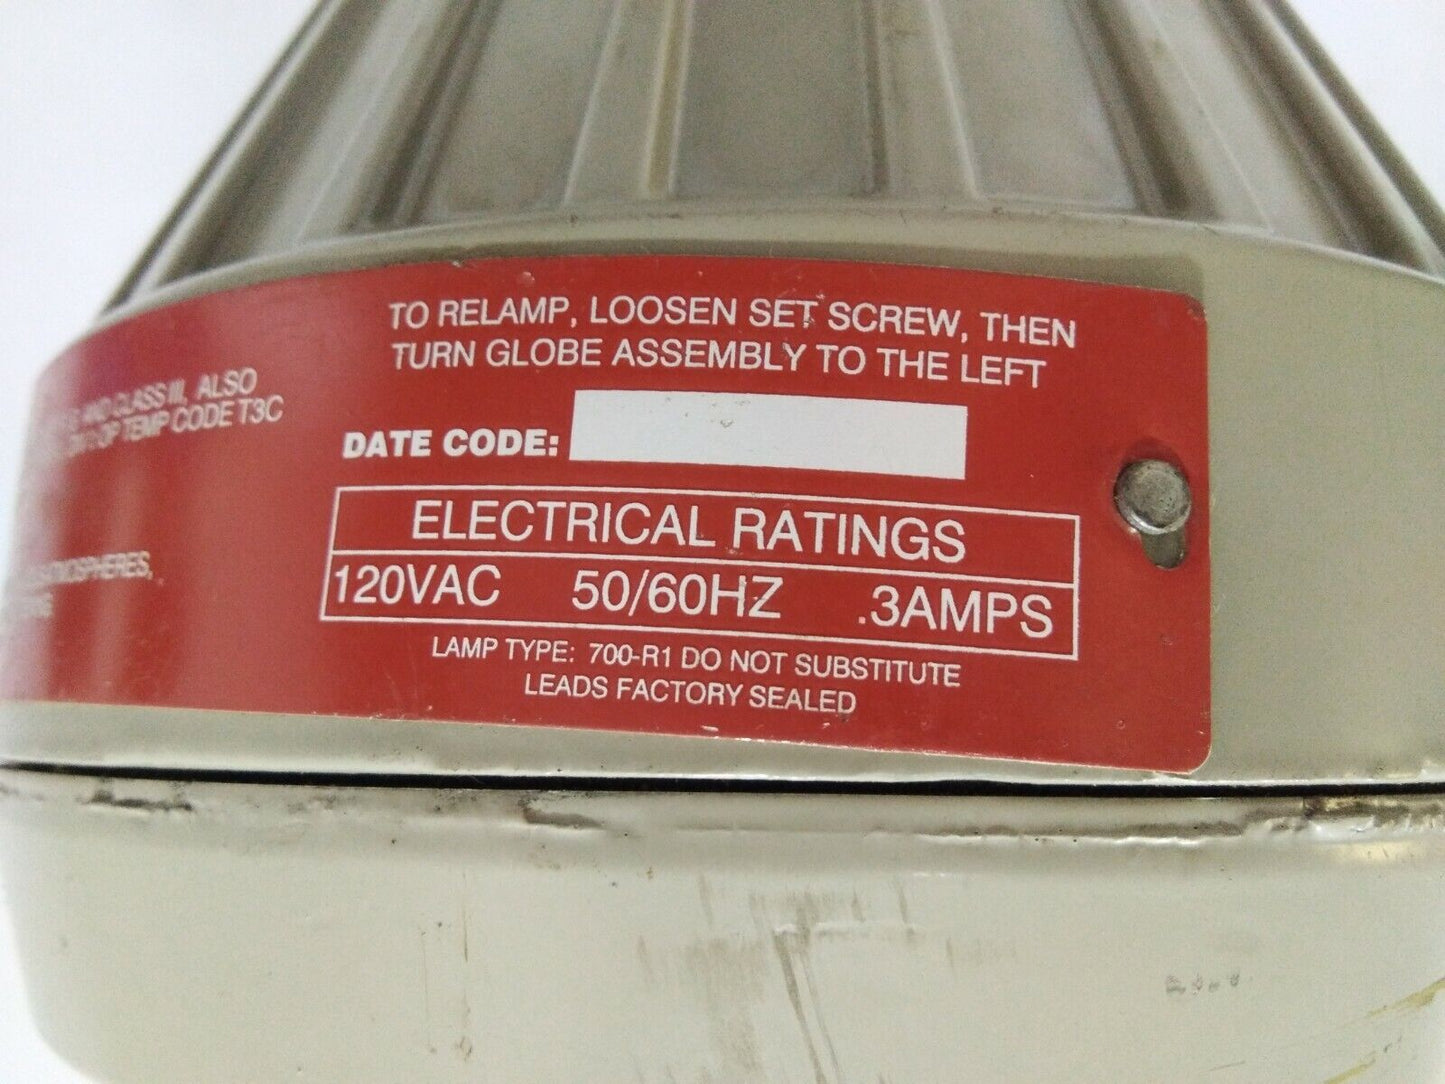 TO RELAMP, LOOSEN SET SCREW, THEN
TURN GLOBE ASSEMBLY TO THE LEFT
DATE CODE:
ELECTRICAL RATINGS
120VAC 50/60HZ .3AMPS
LAMP TYPE: 700-R1 DO NOT SUBSTITUTE
LEADS FACTORY SEALED
AND CLASS III, ALSO
OP TEMP CODE T3C
ATMOSPHERES,